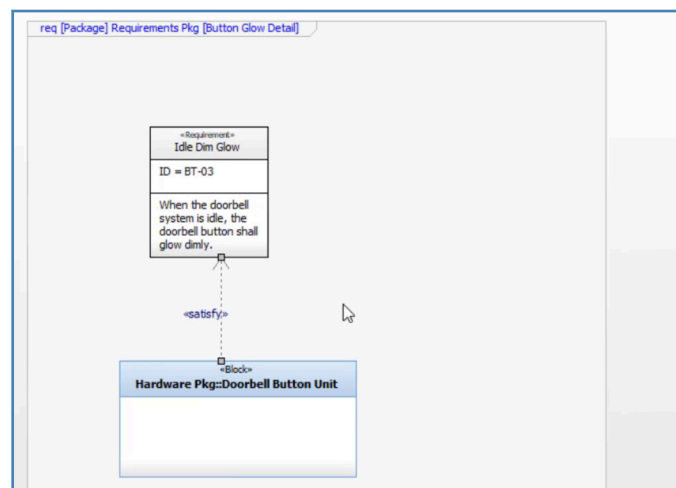 req [Package] Requirements Pkg [Button Glow Detail]
«Requirement»
Idle Dim Glow
ID = BT-03
When the doorbell
system is idle, the
doorbell button shall
glow dimly.
«satisfy»
«Block»
Hardware Pkg::Doorbell Button Unit